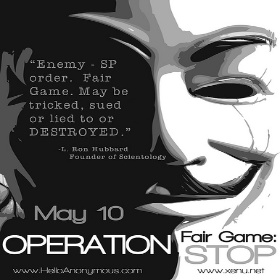 “Enemy - SP
order. Fair
Game. May be
tricked, sued
or lied to or
DESTROYED.”
-L. Ron Hubbard
Founder of Scientology
May 10
OPERATION
Fair Game:
STOP
www.HelloAnonymous.com
www.xenu.net